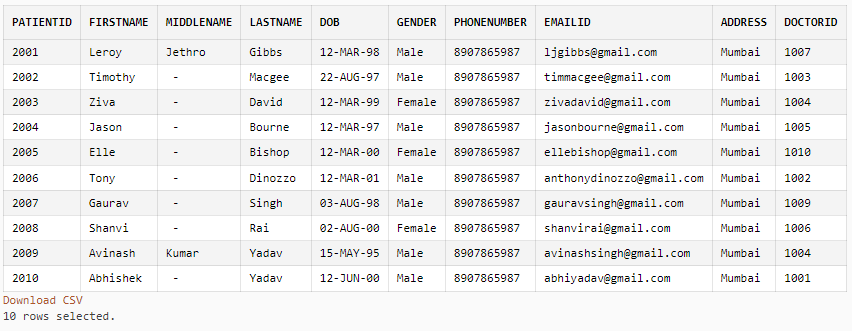 PATIENTID FIRSTNAME MIDDLENAME LASTNAME DOB GENDER PHONENUMBER EMAILID ADDRESS DOCTORID
2001 Leroy Jethro Gibbs 12-MAR-98 Male 8907865987 ljgibbs@gmail.com Mumbai 1007
2002 Timothy - Macgee 22-AUG-97 Male 8907865987 timmacgee@gmail.com Mumbai 1003
2003 Ziva - David 12-MAR-99 Female 8907865987 zivadavid@gmail.com Mumbai 1004
2004 Jason - Bourne 12-MAR-97 Male 8907865987 jasonbourne@gmail.com Mumbai 1005
2005 Elle - Bishop 12-MAR-00 Female 8907865987 ellebishop@gmail.com Mumbai 1010
2006 Tony - Dinozzo 12-MAR-01 Male 8907865987 anthonydinozzo@gmail.com Mumbai 1002
2007 Gaurav - Singh 03-AUG-98 Male 8907865987 gauravsingh@gmail.com Mumbai 1009
2008 Shanvi - Rai 02-AUG-00 Female 8907865987 shanvirai@gmail.com Mumbai 1006
2009 Avinash Kumar Yadav 15-MAY-95 Male 8907865987 avinashsingh@gmail.com Mumbai 1004
2010 Abhishek - Yadav 12-JUN-00 Male 8907865987 abhiyadav@gmail.com Mumbai 1001
Download CSV
10 rows selected.